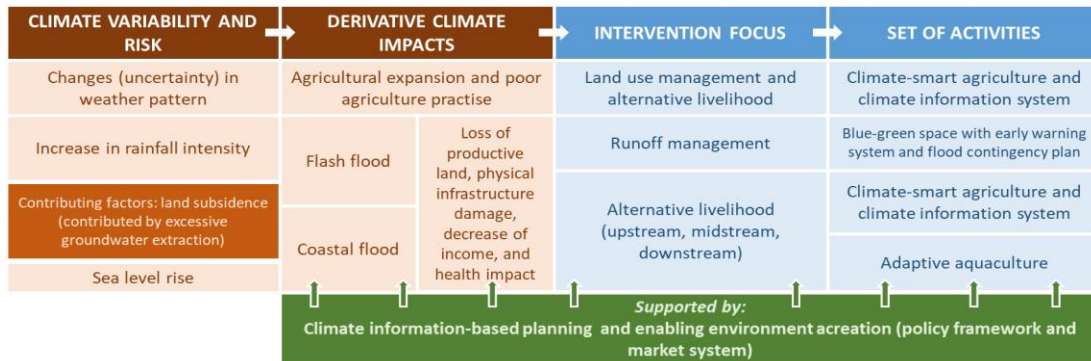 CLIMATE VARIABILITY AND
RISK
DERIVATIVE CLIMATE
IMPACTS
INTERVENTION FOCUS
SET OF ACTIVITIES
Changes (uncertainty) in
weather pattern
Agricultural expansion and poor
agriculture practise
Land use management and
alternative livelihood
Climate-smart agriculture and
climate information system
Increase in rainfall intensity
Flash flood
Loss of
productive
land, physical
infrastructure
damage,
decrease of
income, and
health impact
Runoff management
Blue-green space with early warning
system and flood contingency plan
Contributing factors: land subsidence
(contributed by excessive
groundwater extraction)
Coastal flood
Alternative livelihood
(upstream, midstream,
downstream)
Climate-smart agriculture and
climate information system
Sea level rise
Adaptive aquaculture
Supported by:
Climate information-based planning and enabling environment acreation (policy framework and
market system)